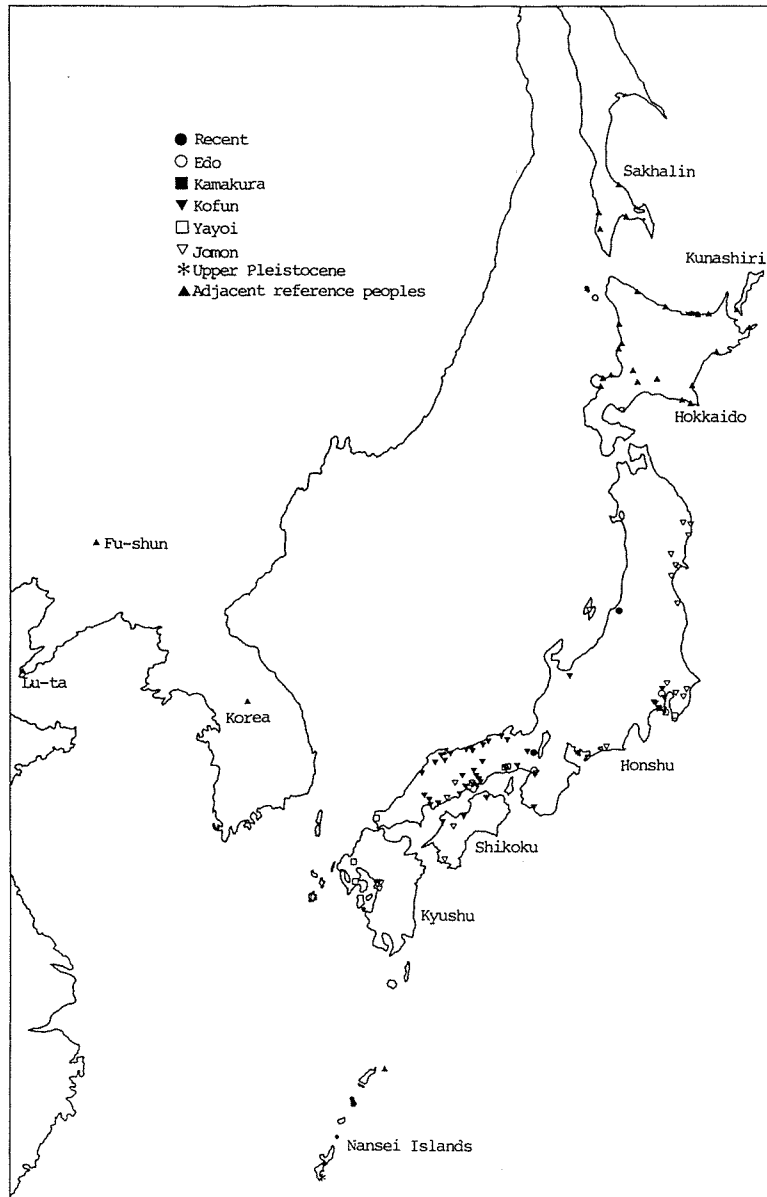 Recent
Edo
Kamakura
Kofun
Yayoi
Jomon
Upper Pleistocene
Adjacent reference peoples
Sakhalin
Kunashiri
Hokkaido
Fu-shun
Lu-ta
Korea
Honshu
Shikoku
Kyushu
Nansei Islands